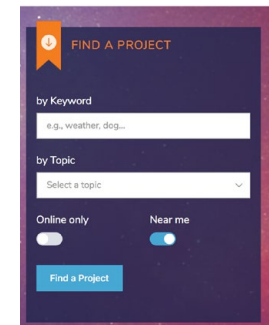 FIND A PROJECT
by Keyword
e.g., weather, dog...
by Topic
Select a topic
Online only Near me
Find a Project